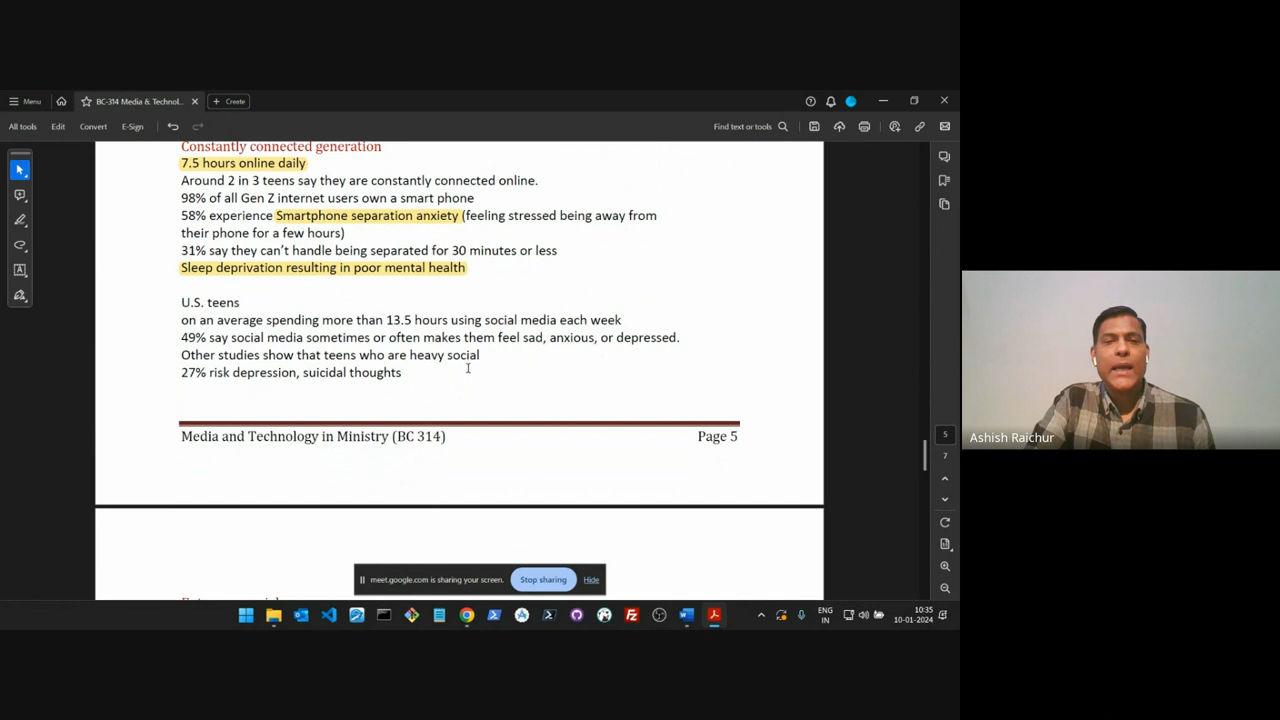 Menu
BC-314 Media & Technol...
Create
All tools
Edit
Convert
E-Sign
Find text or tools
Constantly connected generation
7.5 hours online daily
Around 2 in 3 teens say they are constantly connected online.
98% of all Gen Z internet users own a smart phone
58% experience Smartphone separation anxiety (feeling stressed being away from
their phone for a few hours)
31% say they can't handle being separated for 30 minutes or less
Sleep deprivation resulting in poor mental health
U.S. teens
on an average spending more than 13.5 hours using social media each week
49% say social media sometimes or often makes them feel sad, anxious, or depressed.
Other studies show that teens who are heavy social
27% risk depression, suicidal thoughts
Media and Technology in Ministry (BC 314)
Page 5
5
7
meet.google.com is sharing your screen.
Stop sharing
Hide
Ashish Raichur
ENG
IN
10:35
10-01-2024